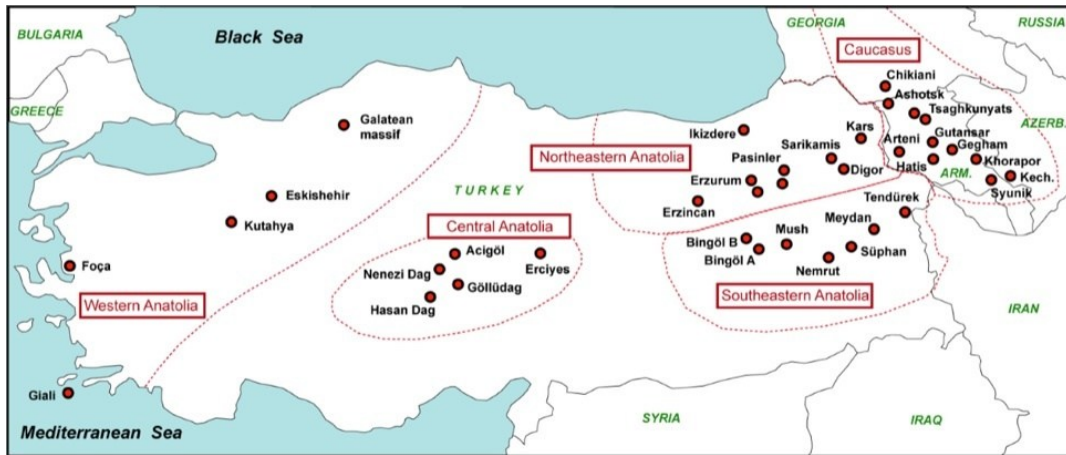 BULGARIA
Black Sea
GEORGIA
RUSSIA
Caucasus
Chikiani
Ashotsk
GREECE
Galatean
massif
Tsaghkunyats
AZERB.
Ikizdere
Kars
Gutansar
Arteni
Gegham
Sarikamis
Northeastern Anatolia
Pasinler
Khorapor
Hatis
Digor
ARM.
Kech.
Erzurum
TURKEY
Syunik
Eskishehir
Tendürek
Erzincan
Kutahya
Central Anatolia
Meydan
Mush
Bingöl B
Acigöl
Süphan
Bingöl A
Foça
Erciyes
Nenezi Dag
Nemrut
Göllüdag
Southeastern Anatolia
Western Anatolia
Hasan Dag
IRAN
Giali
SYRIA
IRAQ
Mediterranean Sea